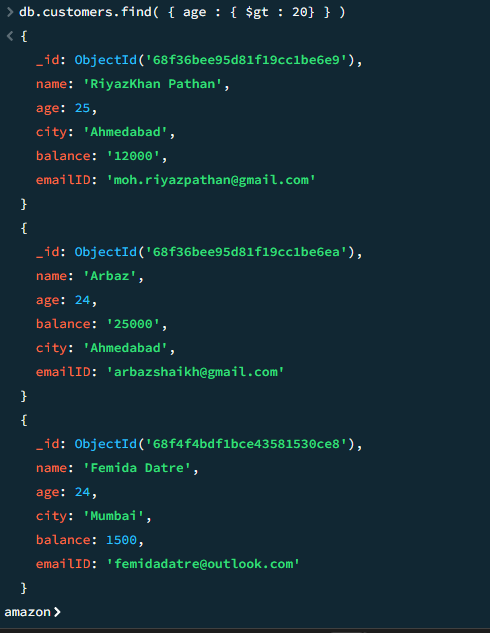 > db.customers.find( { age : { $gt : 20} } )
< {
_id: ObjectId('68f36bee95d81f19cc1be6e9'),
name: 'RiyazKhan Pathan',
age: 25,
city: 'Ahmedabad',
balance: '12000',
emailID: 'moh.riyazpathan@gmail.com'
}
{
_id: ObjectId('68f36bee95d81f19cc1be6ea'),
name: 'Arbaz',
age: 24,
balance: '25000',
city: 'Ahmedabad',
emailID: 'arbazshaikh@gmail.com'
}
{
_id: ObjectId('68f4f4bdf1bce43581530ce8'),
name: 'Femida Datre',
age: 24,
city: 'Mumbai',
balance: 1500,
emailID: 'femidadatre@outlook.com'
}
amazon>